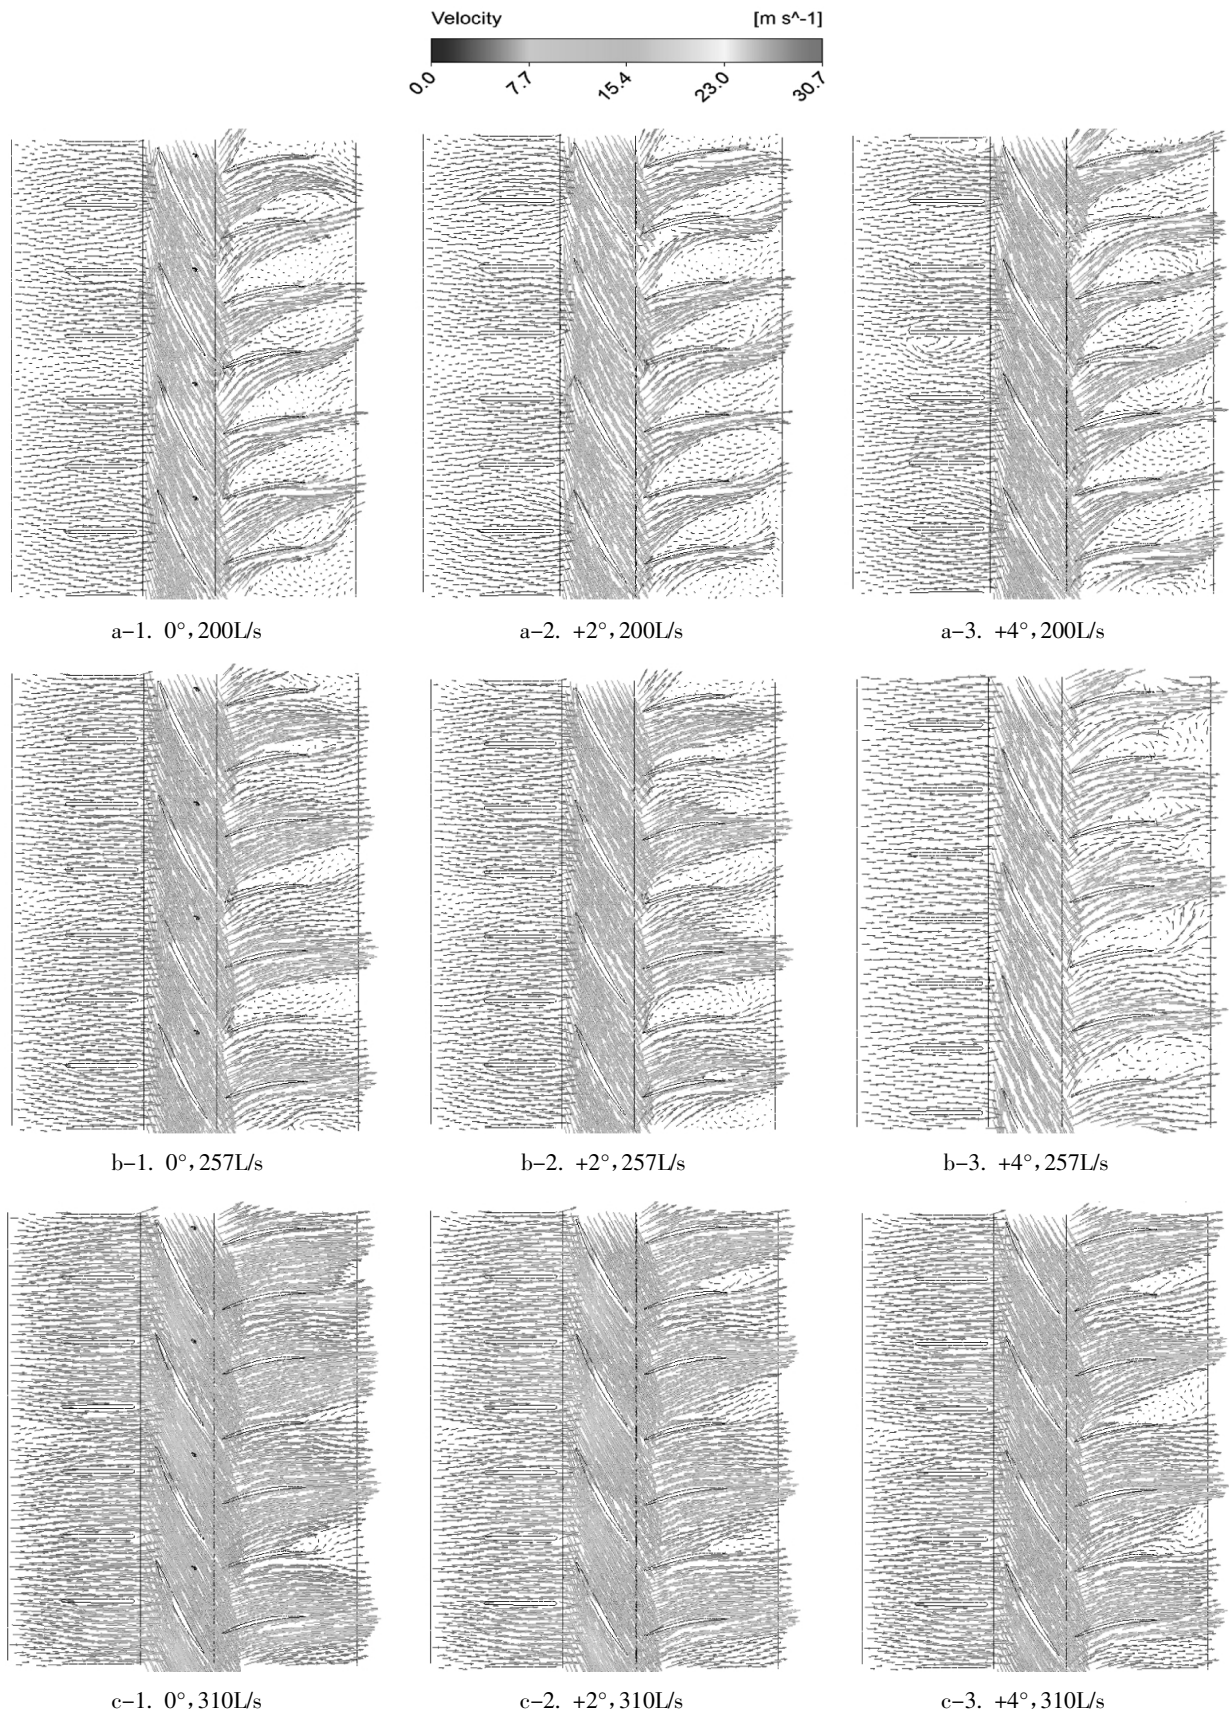 Velocity [m s^-1]
0.0 7.7 15.4 23.0 30.7
a-1. 0°,200L/s a-2. +2°,200L/s a-3. +4°,200L/s
b-1. 0°,257L/s b-2. +2°,257L/s b-3. +4°,257L/s
c-1. 0°,310L/s c-2. +2°,310L/s c-3. +4°,310L/s